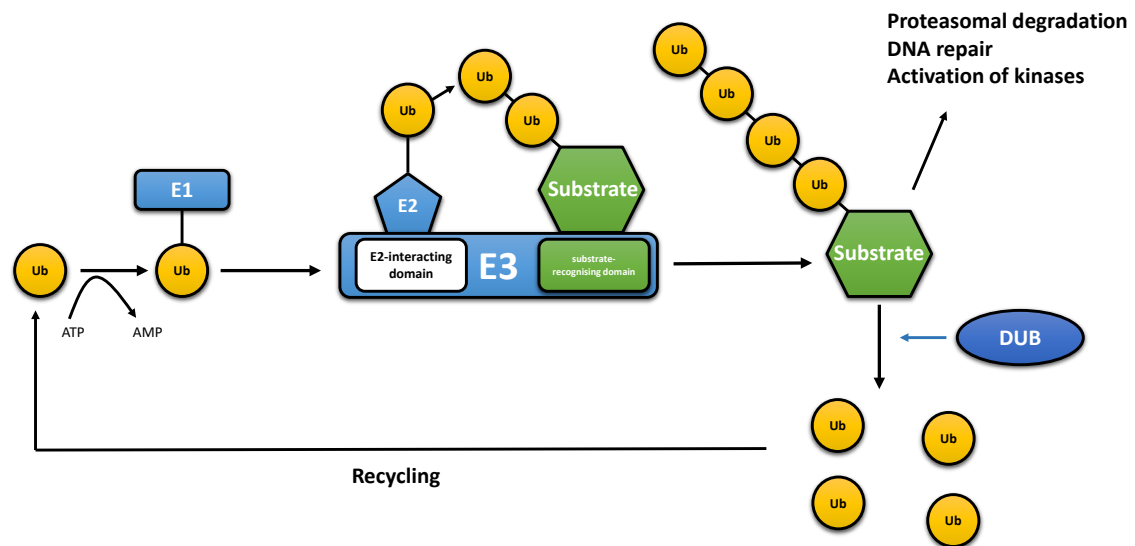 Proteasomal degradation
DNA repair
Activation of kinases
Ub
Ub
Ub
Ub
Ub
Ub
Ub
E1
E2
Substrate
Ub
Substrate
Ub
Ub
E2-interacting
domain
E3
substrate-
recognising domain
ATP
AMP
DUB
Ub
Ub
Ub
Ub
Recycling